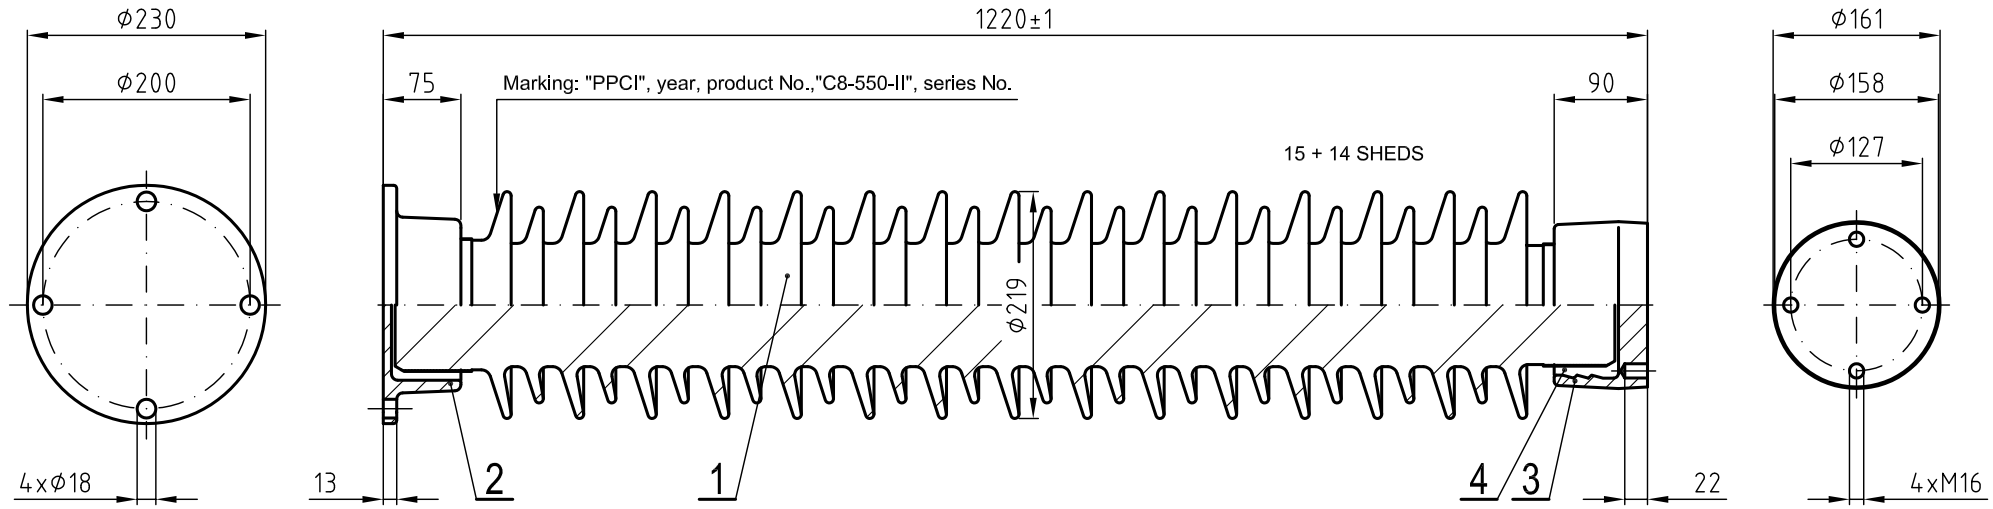 ϕ230
1220±1
ϕ161
ϕ200
75
Marking: "PPCI", year, product No.,"C8-550-II", series No.
90
ϕ158
15 + 14 SHEDS
ϕ127
ϕ219
4xϕ18
13
2
1
4
3
22
4xM16